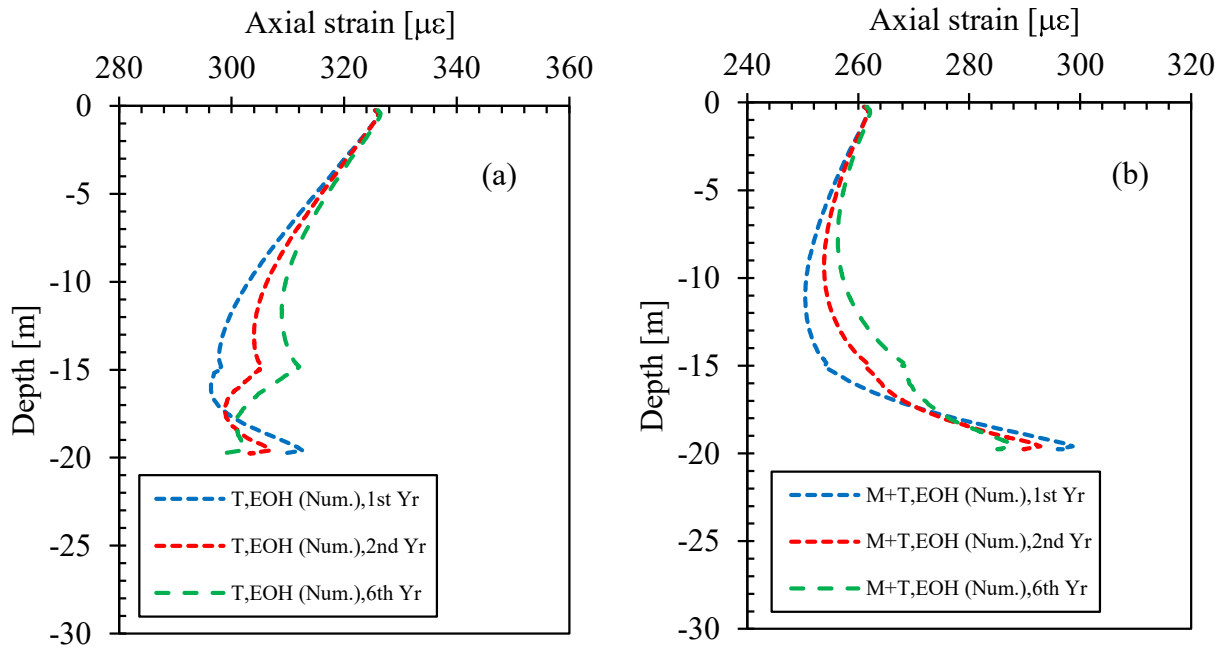 Axial strain [με]
280 300 320 340 360
0
-5
-10
-15
-20
-25
-30
Depth [m]
(a)
T,EOH (Num.),1st Yr
T,EOH (Num.),2nd Yr
T,EOH (Num.),6th Yr
Axial strain [με]
240 260 280 300 320
0
-5
-10
-15
-20
-25
-30
Depth [m]
(b)
M+T,EOH (Num.),1st Yr
M+T,EOH (Num.),2nd Yr
M+T,EOH (Num.),6th Yr